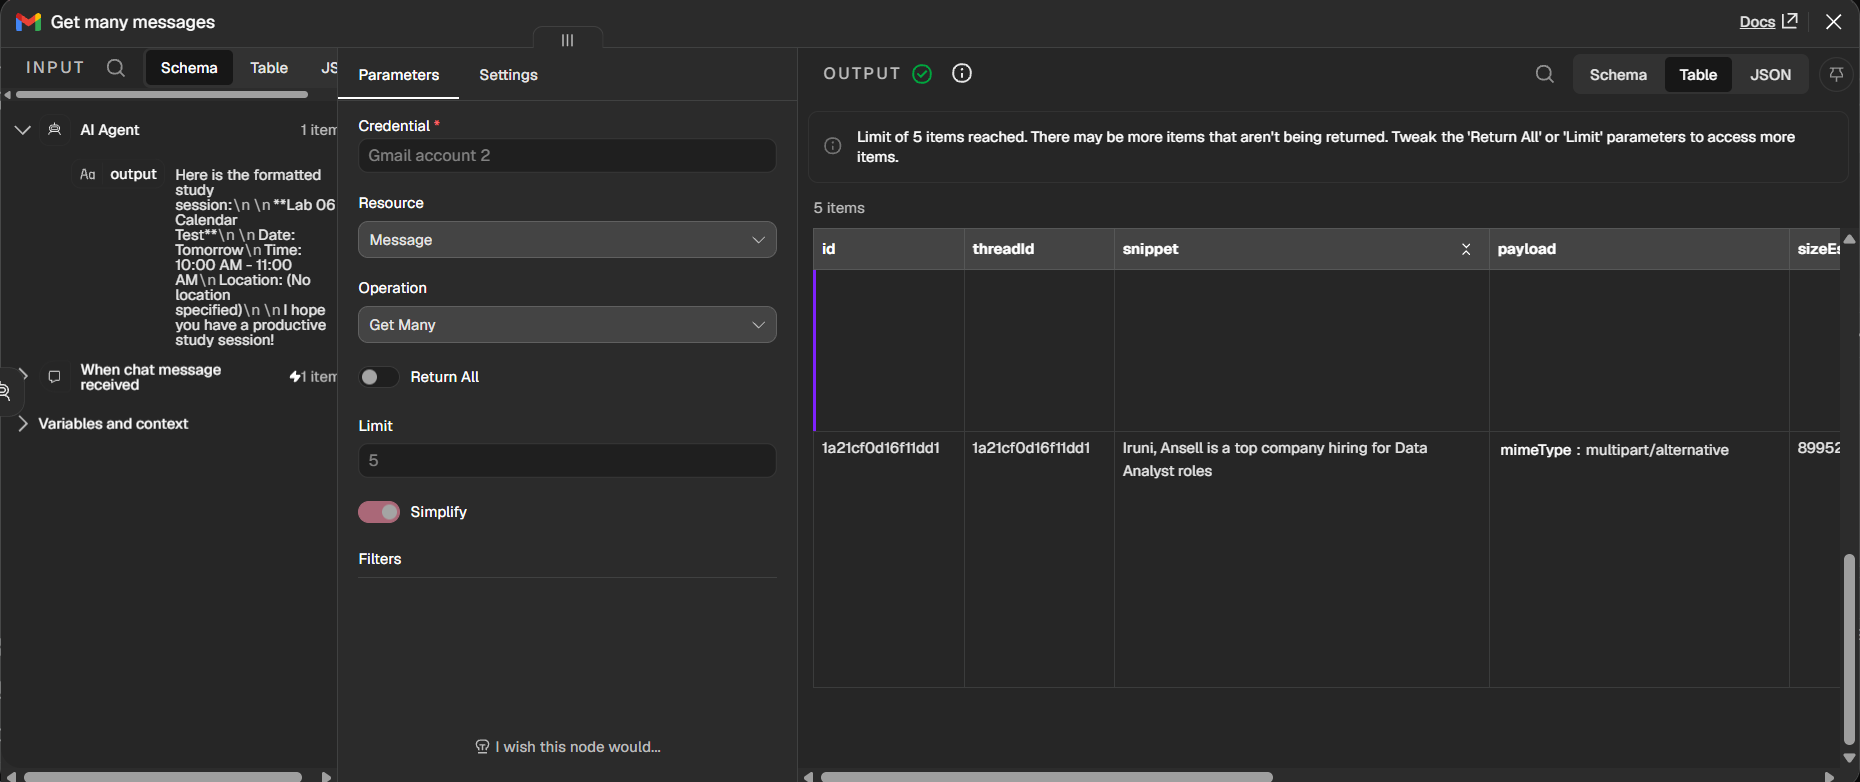 Get many messages
Docs
INPUT
Schema
Table
JS
AI Agent
1 item
Aa output
Here is the formatted
study
session:\n \n **Lab 06
Calendar
Test**\n \n Date:
Tomorrow\n Time:
10:00 AM - 11:00
AM\n Location: (No
location
specified)\n \n I hope
you have a productive
study session!
When chat message
received
1 item
Variables and context
Parameters
Settings
Credential *
Gmail account 2
Resource
Message
Operation
Get Many
Return All
Limit
5
Simplify
Filters
I wish this node would...
OUTPUT
Schema
Table
JSON
Limit of 5 items reached. There may be more items that aren't being returned. Tweak the 'Return All' or 'Limit' parameters to access more
items.
5 items
id
threadId
snippet
payload
sizeEs
1a21cf0d16f11dd1
1a21cf0d16f11dd1
Iruni, Ansell is a top company hiring for Data
Analyst roles
mimeType : multipart/alternative
89952